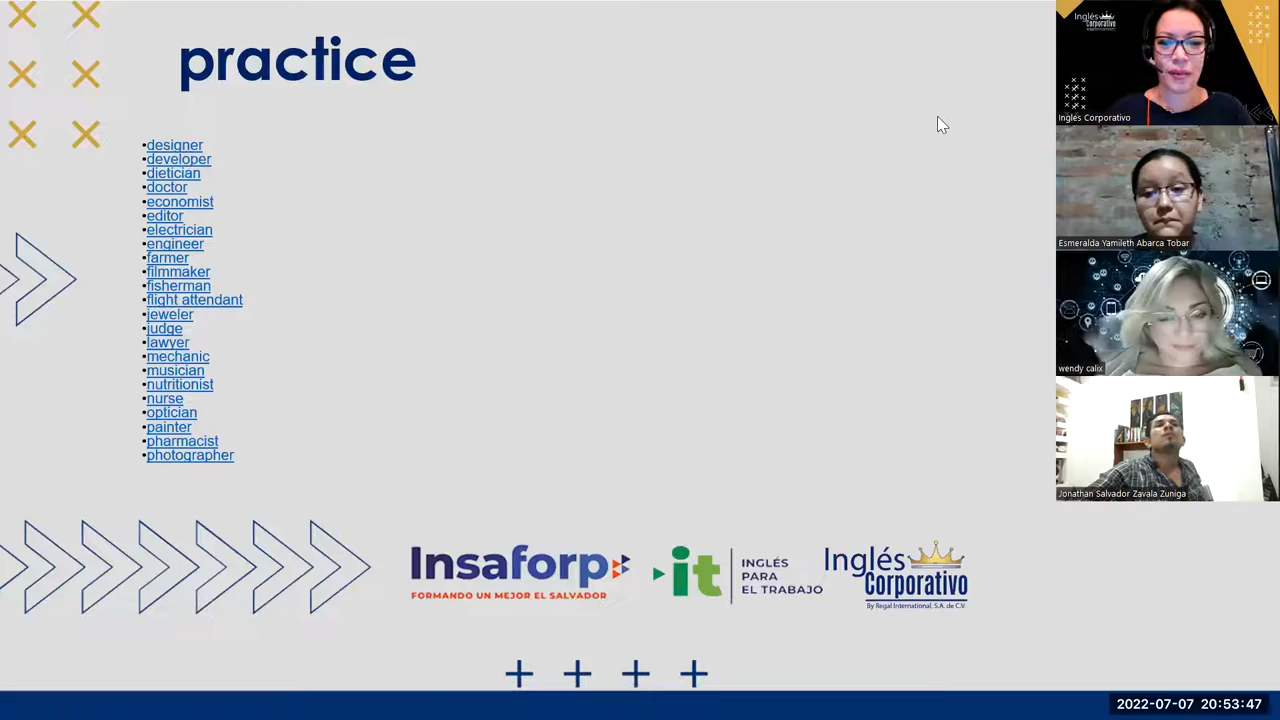 practice
•designer
•developer
•dietician
•doctor
•economist
•editor
•electrician
•engineer
•farmer
•filmmaker
•fisherman
•flight attendant
•jeweler
•judge
•lawyer
•mechanic
•musician
•nutritionist
•nurse
•optician
•painter
•pharmacist
•photographer
Insaforp
FORMANDO UN MEJOR EL SALVADOR
it
INGLÉS
PARA
EL TRABAJO
Inglés
Corporativo
By Regal International, S.A. de C.V.
Inglés
Corporativo
Inglés Corporativo
Esmeralda Yamileth Abarca Tobar
wendy calix
Jonathan Salvador Zavala Zuniga
2022-07-07 20:53:47